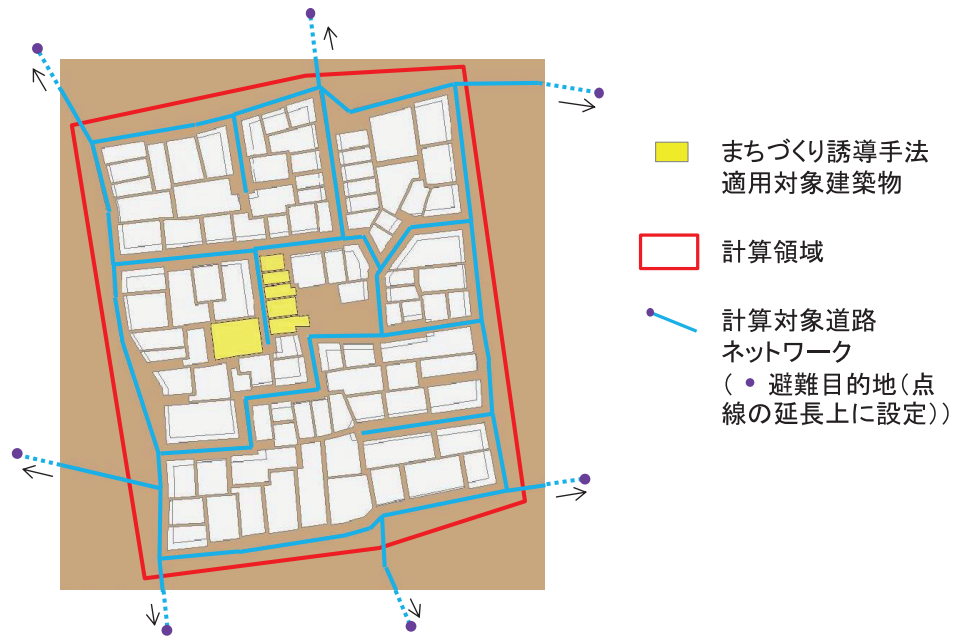 まちづくり誘導手法
適用対象建築物
計算領域
計算対象道路
ネットワーク
（ ● 避難目的地（点
線の延長上に設定））